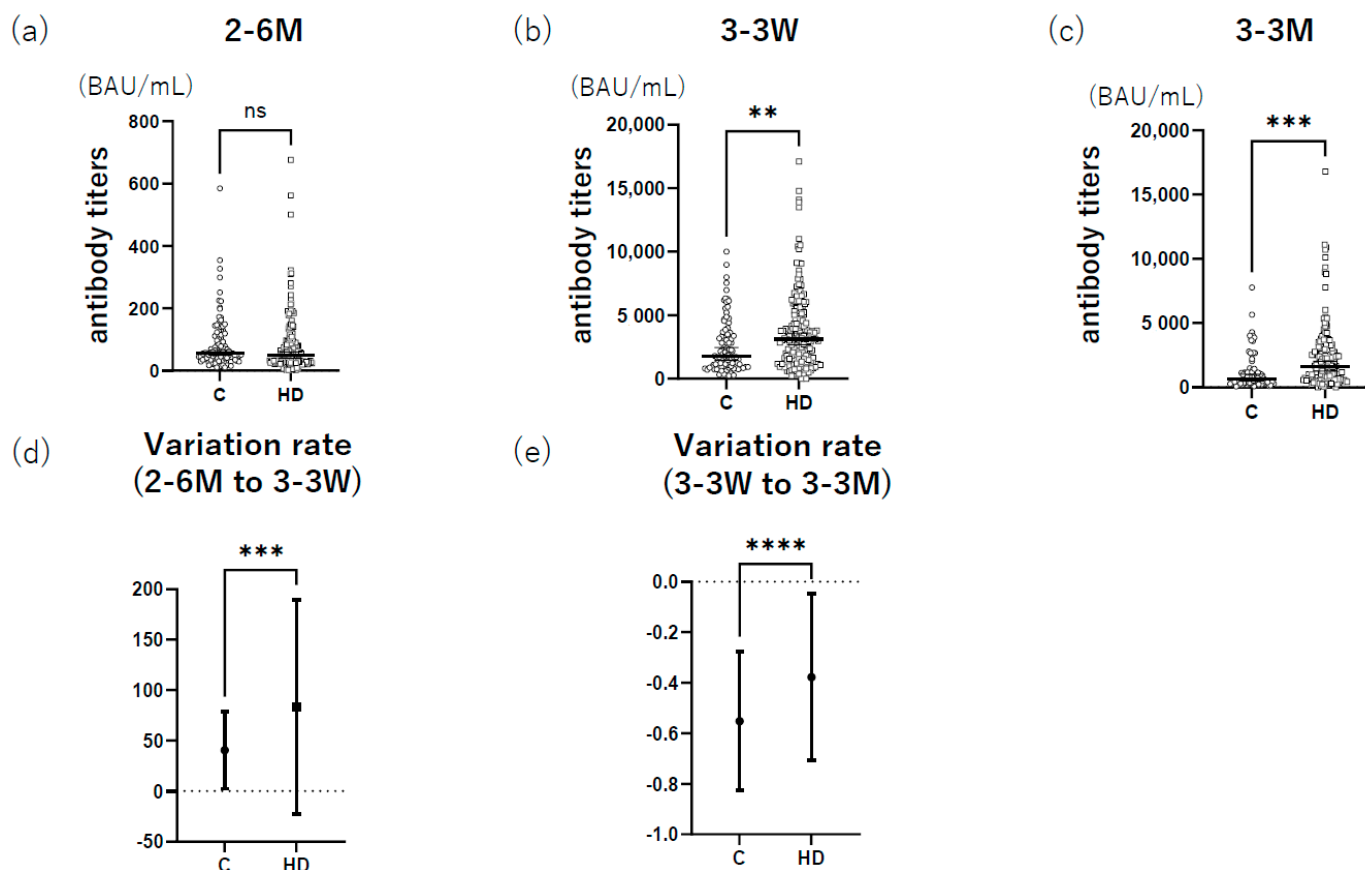 (a)
2-6M
(BAU/mL)
antibody titers
ns
800
600
400
200
0
C
HD
(b)
3-3W
(BAU/mL)
antibody titers
**
20,000
15,000
10,000
5 000
0
C
HD
(c)
3-3M
(BAU/mL)
antibody titers
***
20,000
15,000
10,000
5 000
0
C
HD
(d)
Variation rate
(2-6M to 3-3W)
***
200
150
100
50
0
-50
C
HD
(e)
Variation rate
(3-3W to 3-3M)
****
0.0
-0.2
-0.4
-0.6
-0.8
-1.0
C
HD